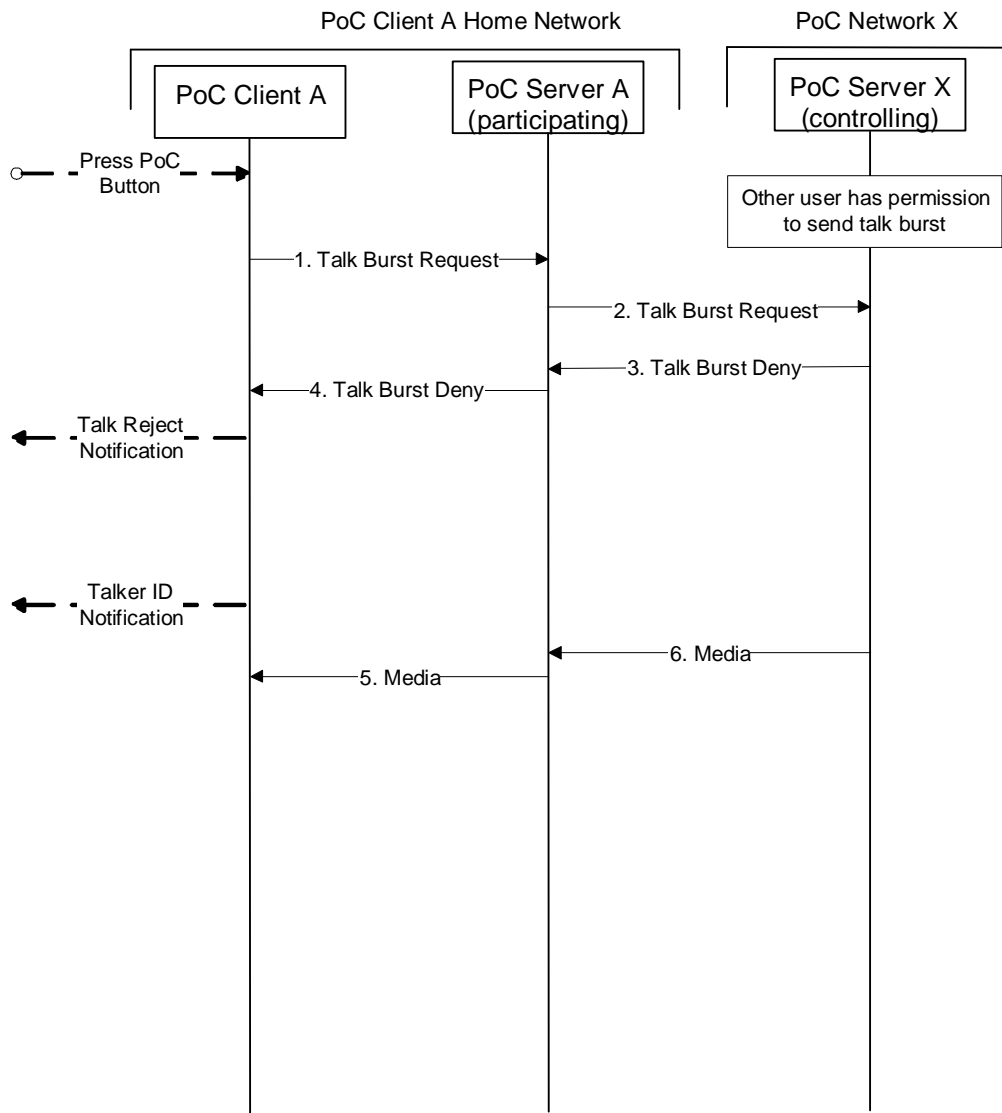 PoC Client A Home Network
PoC Network X
PoC Client A
PoC Server A
(participating)
PoC Server X
(controlling)
Press PoC
Button
Other user has permission
to send talk burst
1. Talk Burst Request
2. Talk Burst Request
3. Talk Burst Deny
4. Talk Burst Deny
Talk Reject
Notification
Talker ID
Notification
6. Media
5. Media